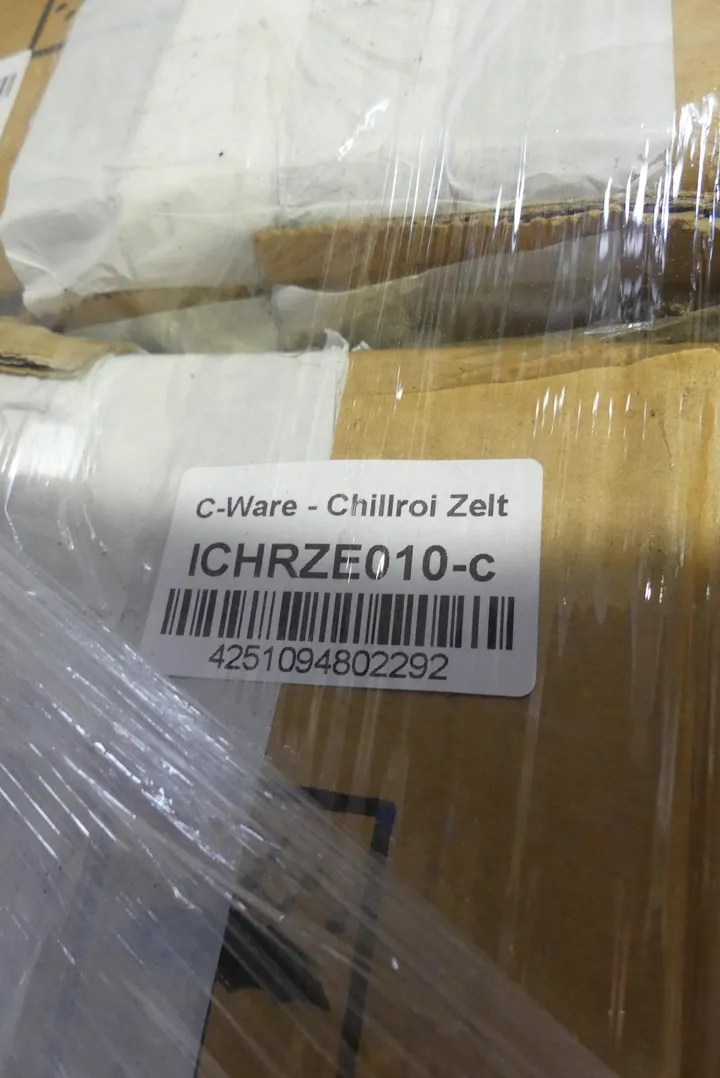 C-Ware - Chillroi Zelt
ICHRZE010-c
4251094802292